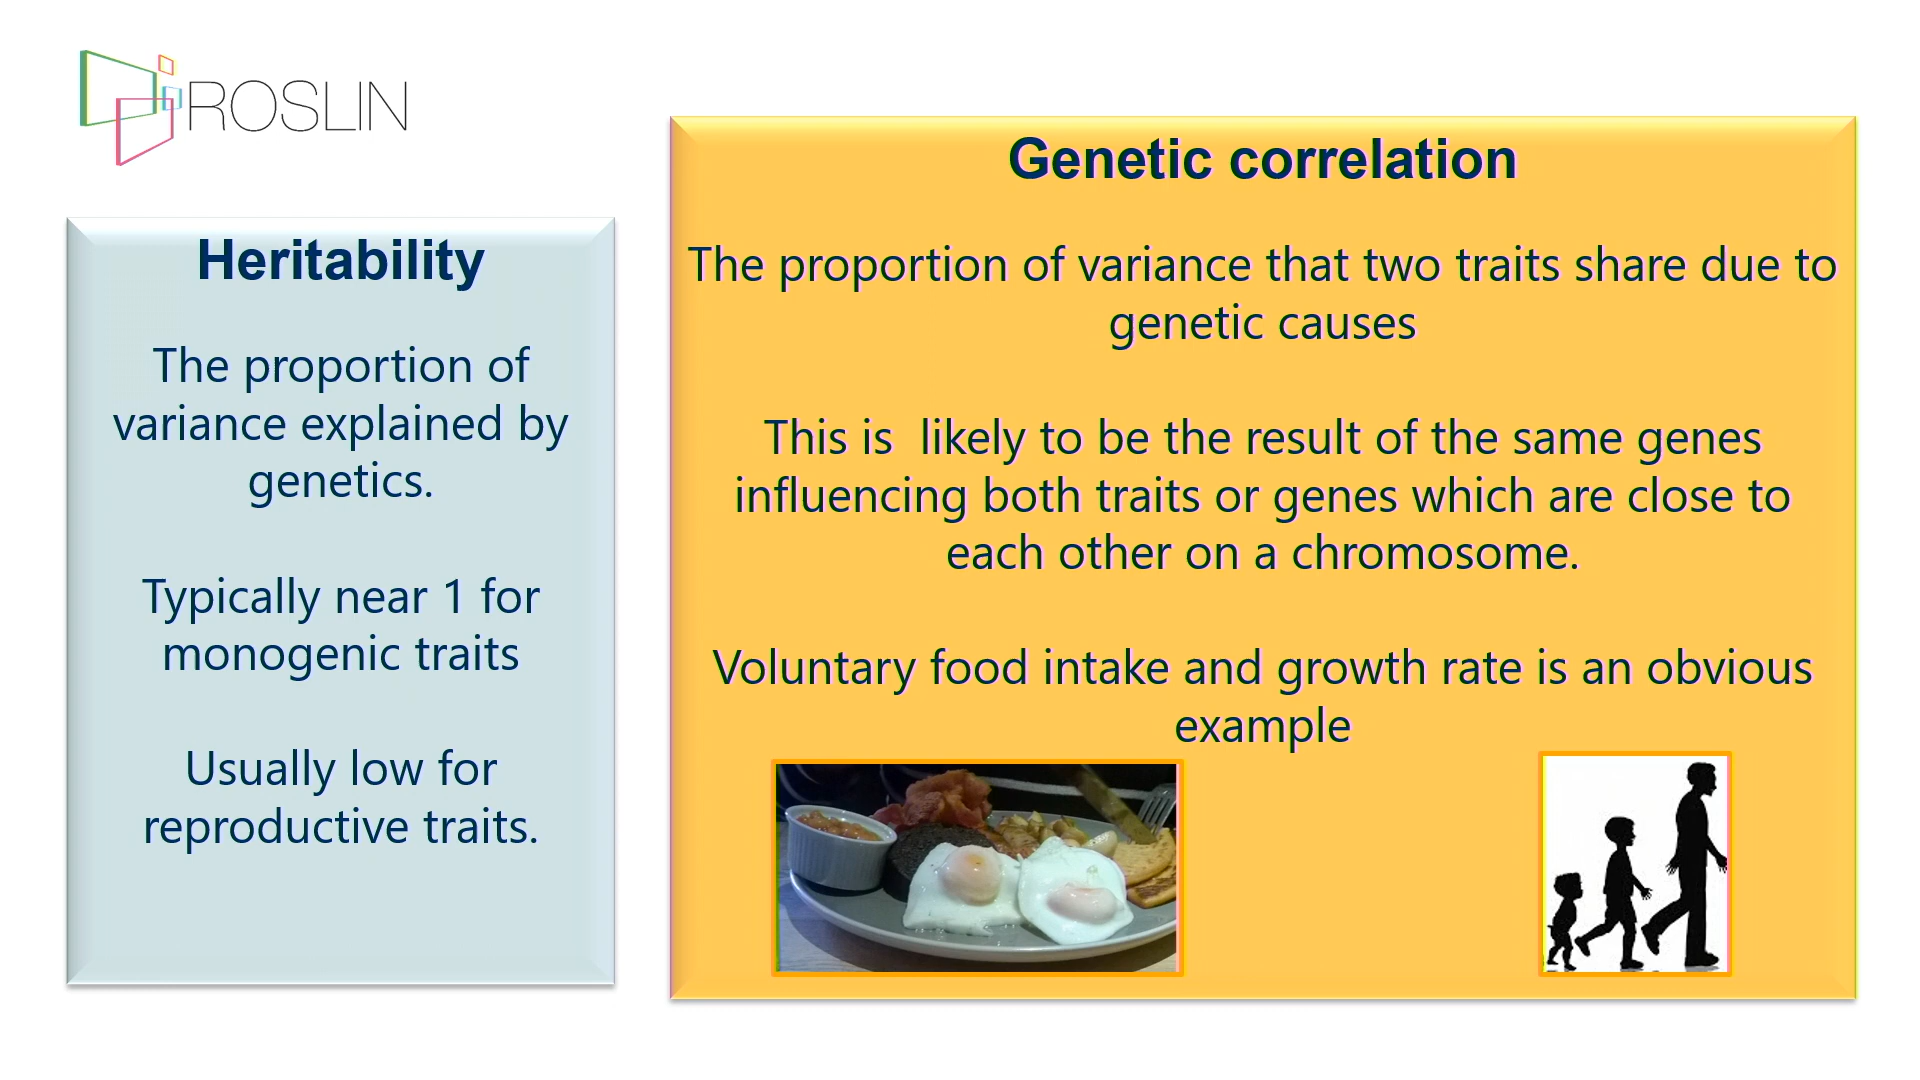 ROSLIN
Heritability
The proportion of
variance explained by
genetics.
Typically near 1 for
monogenic traits
Usually low for
reproductive traits.
Genetic correlation
The proportion of variance that two traits share due to
genetic causes
This is  likely to be the result of the same genes
influencing both traits or genes which are close to
each other on a chromosome.
Voluntary food intake and growth rate is an obvious
example